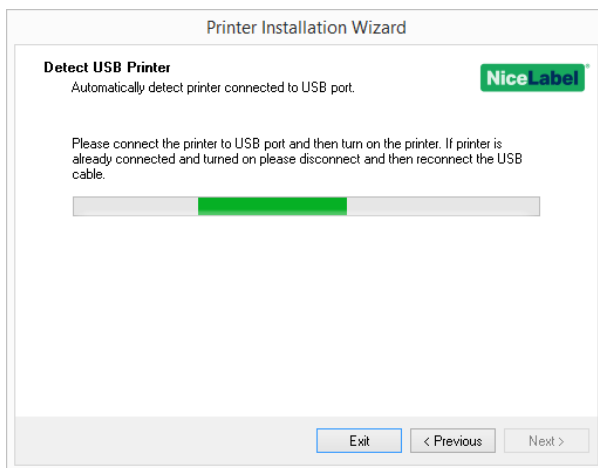 Printer Installation Wizard
Detect USB Printer
Automatically detect printer connected to USB port.
NiceLabel
Please connect the printer to USB port and then turn on the printer. If printer is
already connected and turned on please disconnect and then reconnect the USB
cable.
Exit
< Previous
Next >